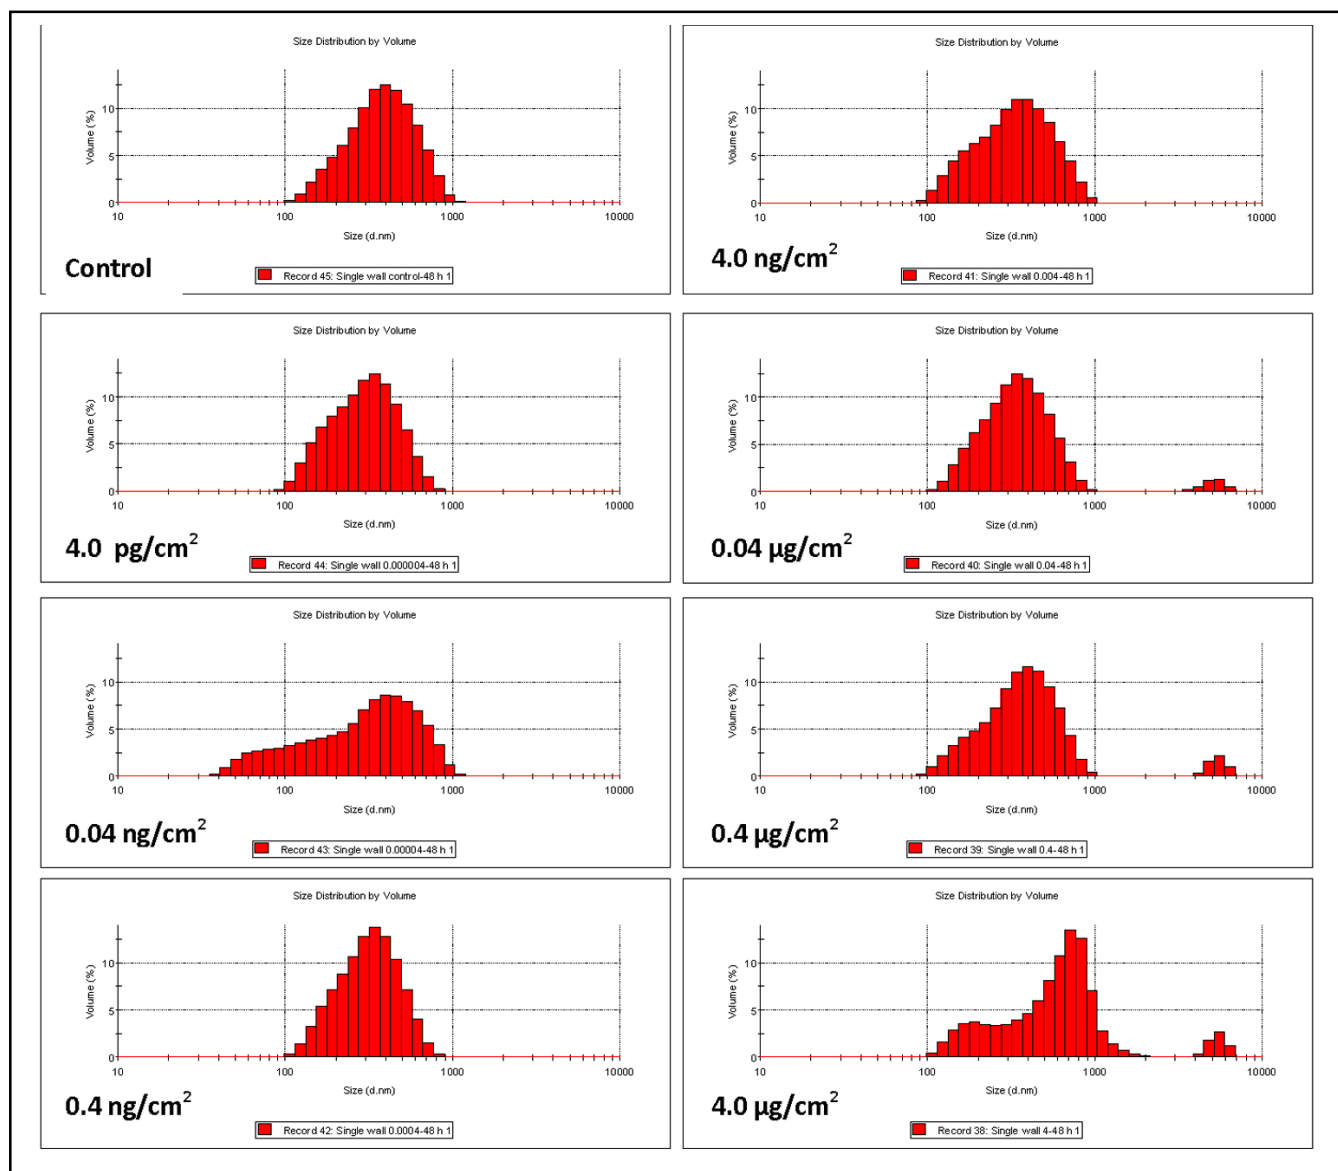 Size Distribution by Volume
Volume (%)
10
5
0
10 100 1000 10000
Size (d.nm)
Control
Record 45: Single wall control-48 h 1
Size Distribution by Volume
Volume (%)
10
5
0
10 100 1000 10000
Size (d.nm)
4.0 ng/cm²
Record 41: Single wall 0.004-48 h 1
Size Distribution by Volume
Volume (%)
10
5
0
10 100 1000 10000
Size (d.nm)
4.0 pg/cm²
Record 44: Single wall 0.000004-48 h 1
Size Distribution by Volume
Volume (%)
10
5
0
10 100 1000 10000
Size (d.nm)
0.04 µg/cm²
Record 40: Single wall 0.04-48 h 1
Size Distribution by Volume
Volume (%)
10
5
0
10 100 1000 10000
Size (d.nm)
0.04 ng/cm²
Record 43: Single wall 0.00004-48 h 1
Size Distribution by Volume
Volume (%)
10
5
0
10 100 1000 10000
Size (d.nm)
0.4 µg/cm²
Record 39: Single wall 0.4-48 h 1
Size Distribution by Volume
Volume (%)
10
5
0
10 100 1000 10000
Size (d.nm)
0.4 ng/cm²
Record 42: Single wall 0.0004-48 h 1
Size Distribution by Volume
Volume (%)
10
5
0
10 100 1000 10000
Size (d.nm)
4.0 µg/cm²
Record 38: Single wall 4-48 h 1